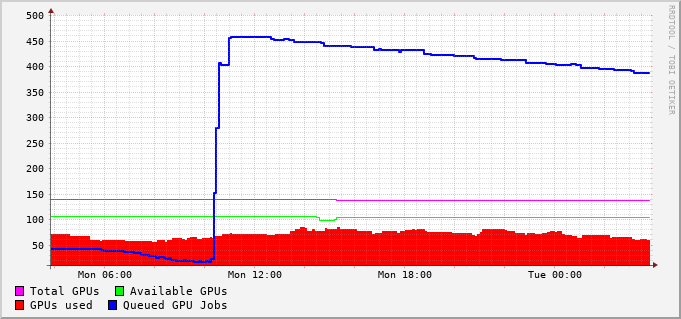 500
450
400
350
300
250
200
150
100
50
Mon 06:00 Mon 12:00 Mon 18:00 Tue 00:00
Total GPUs Available GPUs
GPUs used Queued GPU Jobs
RRDTOOL / TOBI OETIKER